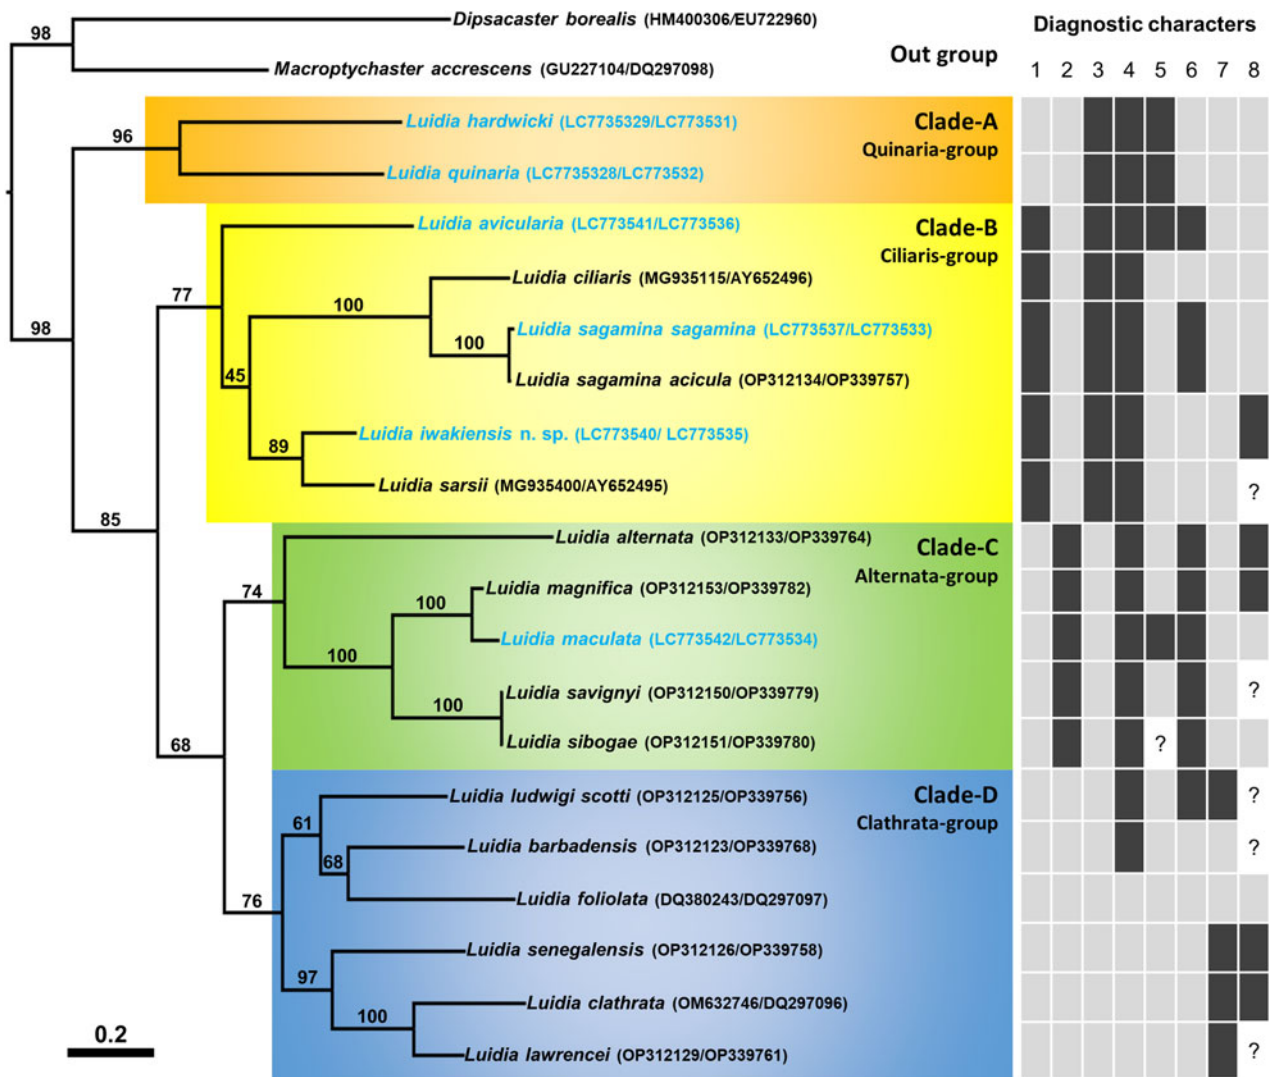 Dipsacaster borealis (HM400306/EU722960)
Diagnostic characters
98
Out group
Macroptychaster accrescens (GU227104/DQ297098)
1 2 3 4 5 6 7 8
Luidia hardwicki (LC7735329/LC773531)
Clade-A
96
Quinaria-group
Luidia quinaria (LC7735328/LC773532)
Luidia avicularia (LC773541/LC773536)
Clade-B
Ciliaris-group
Luidia ciliaris (MG935115/AY652496)
77
100
98
Luidia sagamina sagamina (LC773537/LC773533)
100
45
Luidia sagamina acicula (OP312134/OP339757)
Luidia iwakiensis n. sp. (LC773540/ LC773535)
89
Luidia sarsii (MG935400/AY652495)
?
85
Luidia alternata (OP312133/OP339764)
Clade-C
Alternata-group
74
Luidia magnifica (OP312153/OP339782)
100
Luidia maculata (LC773542/LC773534)
100
Luidia savignyi (OP312150/OP339779)
?
100
Luidia sibogae (OP312151/OP339780)
?
68
Luidia ludwigi scotti (OP312125/OP339756)
Clade-D
?
Clathrata-group
61
Luidia barbadensis (OP312123/OP339768)
?
68
76
Luidia foliolata (DQ380243/DQ297097)
Luidia senegalensis (OP312126/OP339758)
97
Luidia clathrata (OM632746/DQ297096)
100
0.2
Luidia lawrencei (OP312129/OP339761)
?